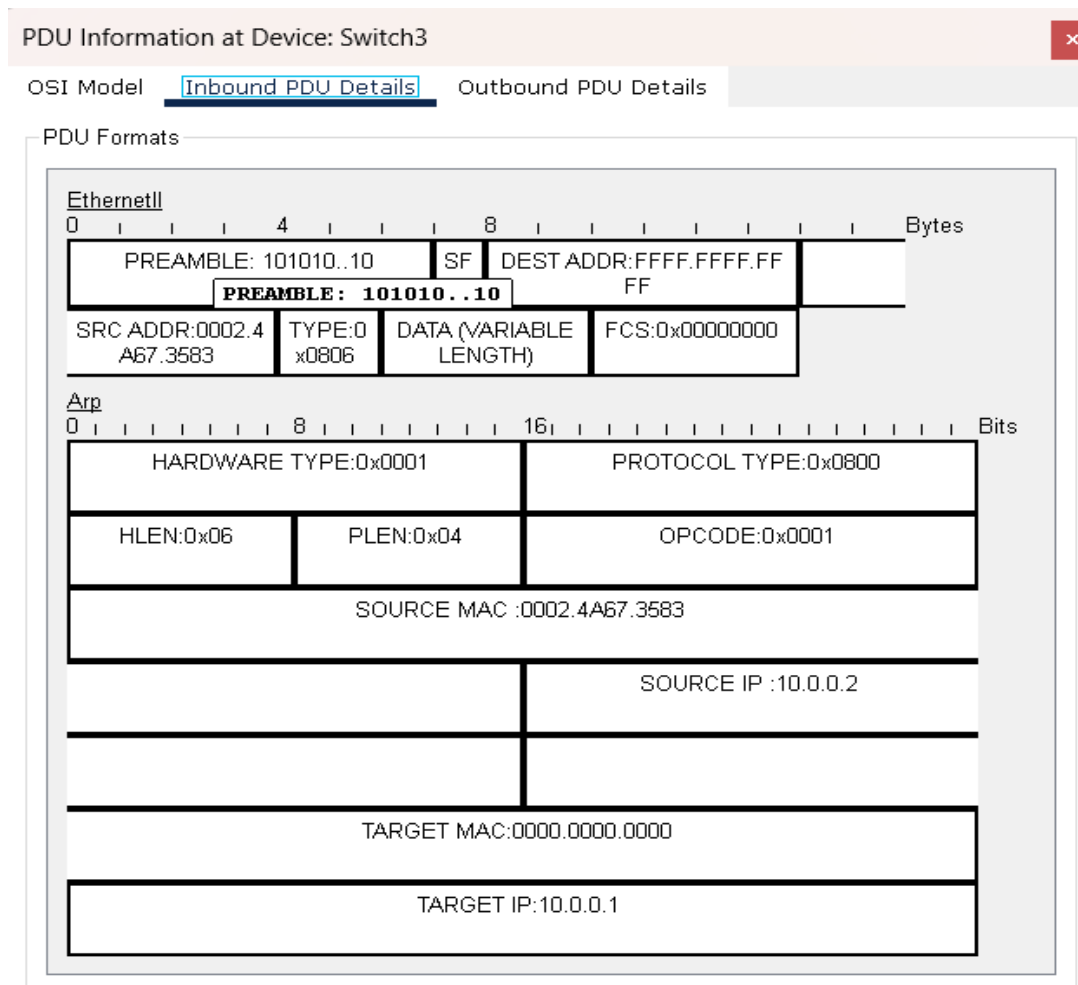 PDU Information at Device: Switch3
×
OSI Model Inbound PDU Details Outbound PDU Details
PDU Formats
EthernetII
0 4 8 Bytes
PREAMBLE: 101010..10 SF DEST ADDR:FFFF.FFFF.FF
FF
PREAMBLE: 101010..10
SRC ADDR:0002.4 TYPE:0 DATA (VARIABLE FCS:0x00000000
A67.3583 x0806 LENGTH)
Arp
0 8 16 Bits
HARDWARE TYPE:0x0001 PROTOCOL TYPE:0x0800
HLEN:0x06 PLEN:0x04 OPCODE:0x0001
SOURCE MAC :0002.4A67.3583
SOURCE IP :10.0.0.2
TARGET MAC:0000.0000.0000
TARGET IP:10.0.0.1